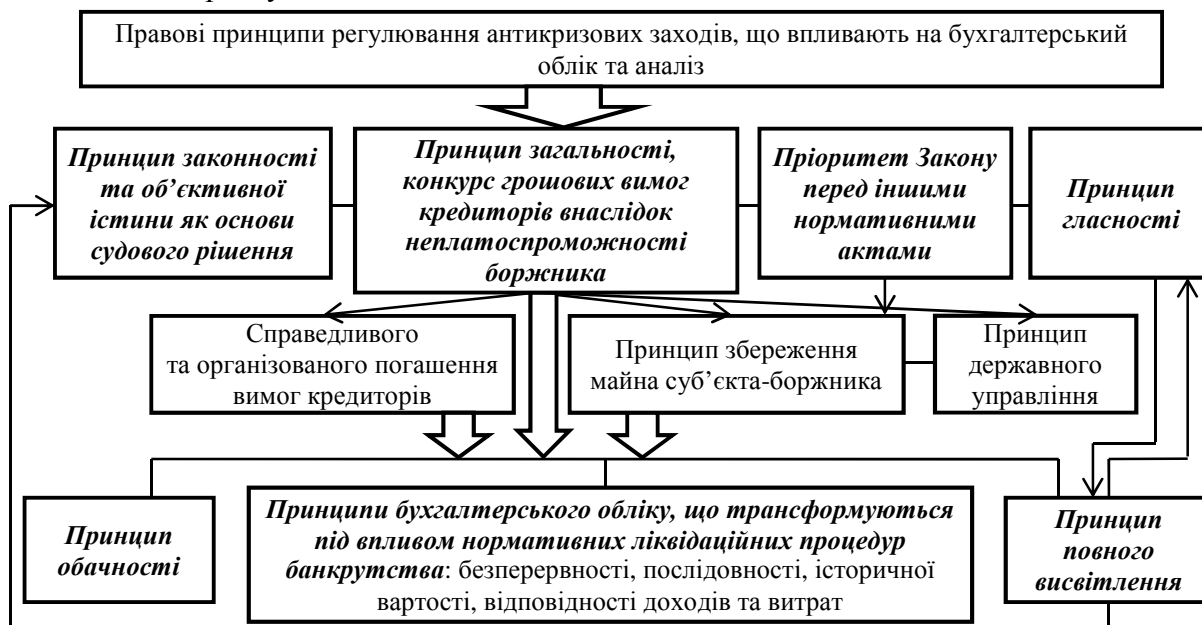 Правові принципи регулювання антикризових заходів, що впливають на бухгалтерський
облік та аналіз
Принцип законності
та об’єктивної
істини як основи
судового рішення
Принцип загальності,
конкурс грошових вимог
кредиторів внаслідок
неплатоспроможності
боржника
Пріоритет Закону
перед іншими
нормативними
актами
Принцип
гласності
Справедливого
та організованого погашення
вимог кредиторів
Принцип збереження
майна суб’єкта-боржника
Принцип
державного
управління
Принцип
обачності
Принципи бухгалтерського обліку, що трансформуються
під впливом нормативних ліквідаційних процедур
банкрутства: безперервності, послідовності, історичної
вартості, відповідності доходів та витрат
Принцип
повного
висвітлення